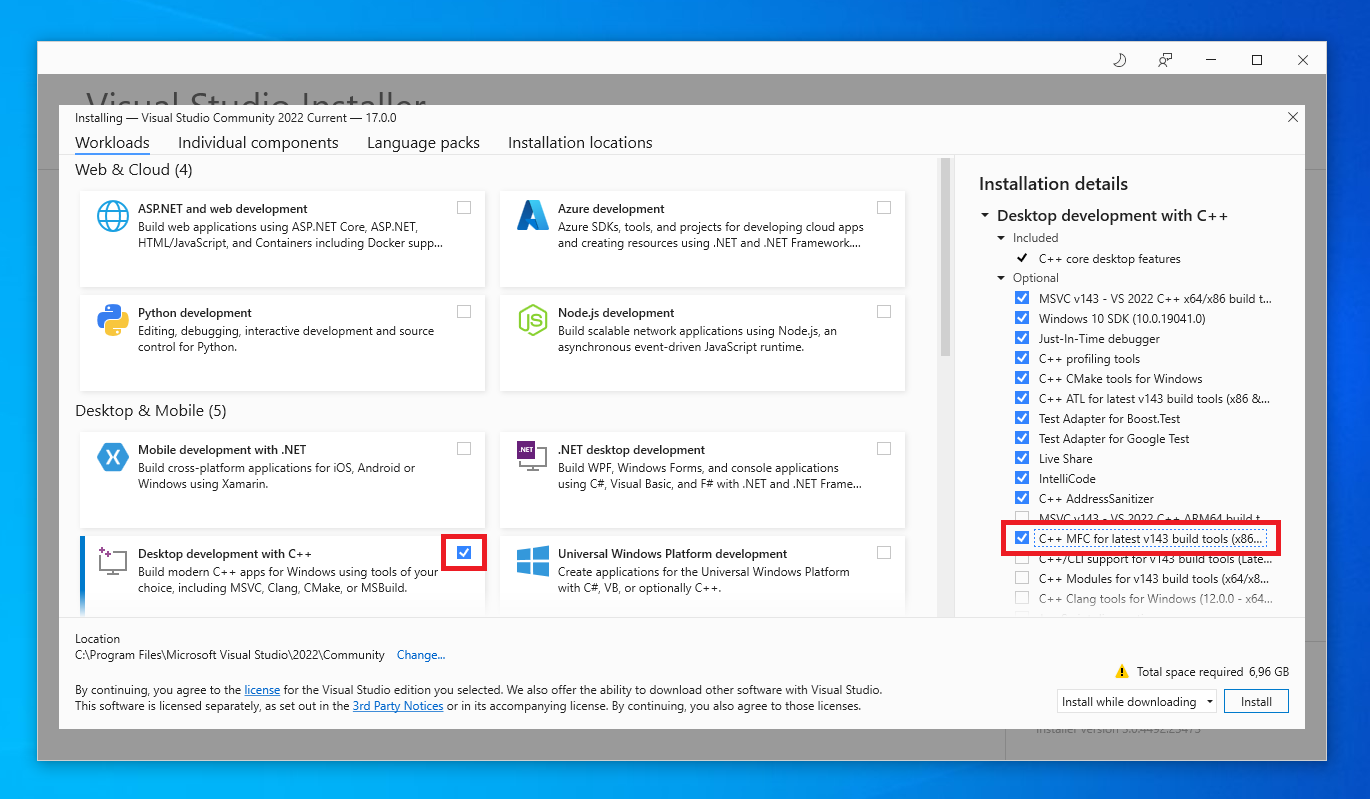 Visual Studio Installer
Installing — Visual Studio Community 2022 Current — 17.0.0
Workloads
Individual components
Language packs
Installation locations
Web & Cloud (4)
ASP.NET and web development
Build web applications using ASP.NET Core, ASP.NET,
HTML/JavaScript, and Containers including Docker supp...
Azure development
Azure SDKs, tools, and projects for developing cloud apps
and creating resources using .NET and .NET Framework....
Python development
Editing, debugging, interactive development and source
control for Python.
JS
Node.js development
Build scalable network applications using Node.js, an
asynchronous event-driven JavaScript runtime.
Desktop & Mobile (5)
Mobile development with .NET
Build cross-platform applications for iOS, Android or
Windows using Xamarin.
.NET
.NET desktop development
Build WPF, Windows Forms, and console applications
using C#, Visual Basic, and F# with .NET and .NET Frame...
Desktop development with C++
Build modern C++ apps for Windows using tools of your
choice, including MSVC, Clang, CMake, or MSBuild.
Universal Windows Platform development
Create applications for the Universal Windows Platform
with C#, VB, or optionally C++.
Installation details
Desktop development with C++
Included
C++ core desktop features
Optional
MSVC v143 - VS 2022 C++ x64/x86 build t...
Windows 10 SDK (10.0.19041.0)
Just-In-Time debugger
C++ profiling tools
C++ CMake tools for Windows
C++ ATL for latest v143 build tools (x86 &...
Test Adapter for Boost.Test
Test Adapter for Google Test
Live Share
IntelliCode
C++ AddressSanitizer
MSVC v143 - VS 2022 C++ ARM64 build t...
C++ MFC for latest v143 build tools (x86...
C++/CLI support for v143 build tools (Late...
C++ Modules for v143 build tools (x64/x8...
C++ Clang tools for Windows (12.0.0 - x64...
Location
C:\Program Files\Microsoft Visual Studio\2022\Community
Change...
By continuing, you agree to the license for the Visual Studio edition you selected. We also offer the ability to download other software with Visual Studio.
This software is licensed separately, as set out in the 3rd Party Notices or in its accompanying license. By continuing, you also agree to those licenses.
Total space required 6,96 GB
Install while downloading
Install
Installer version